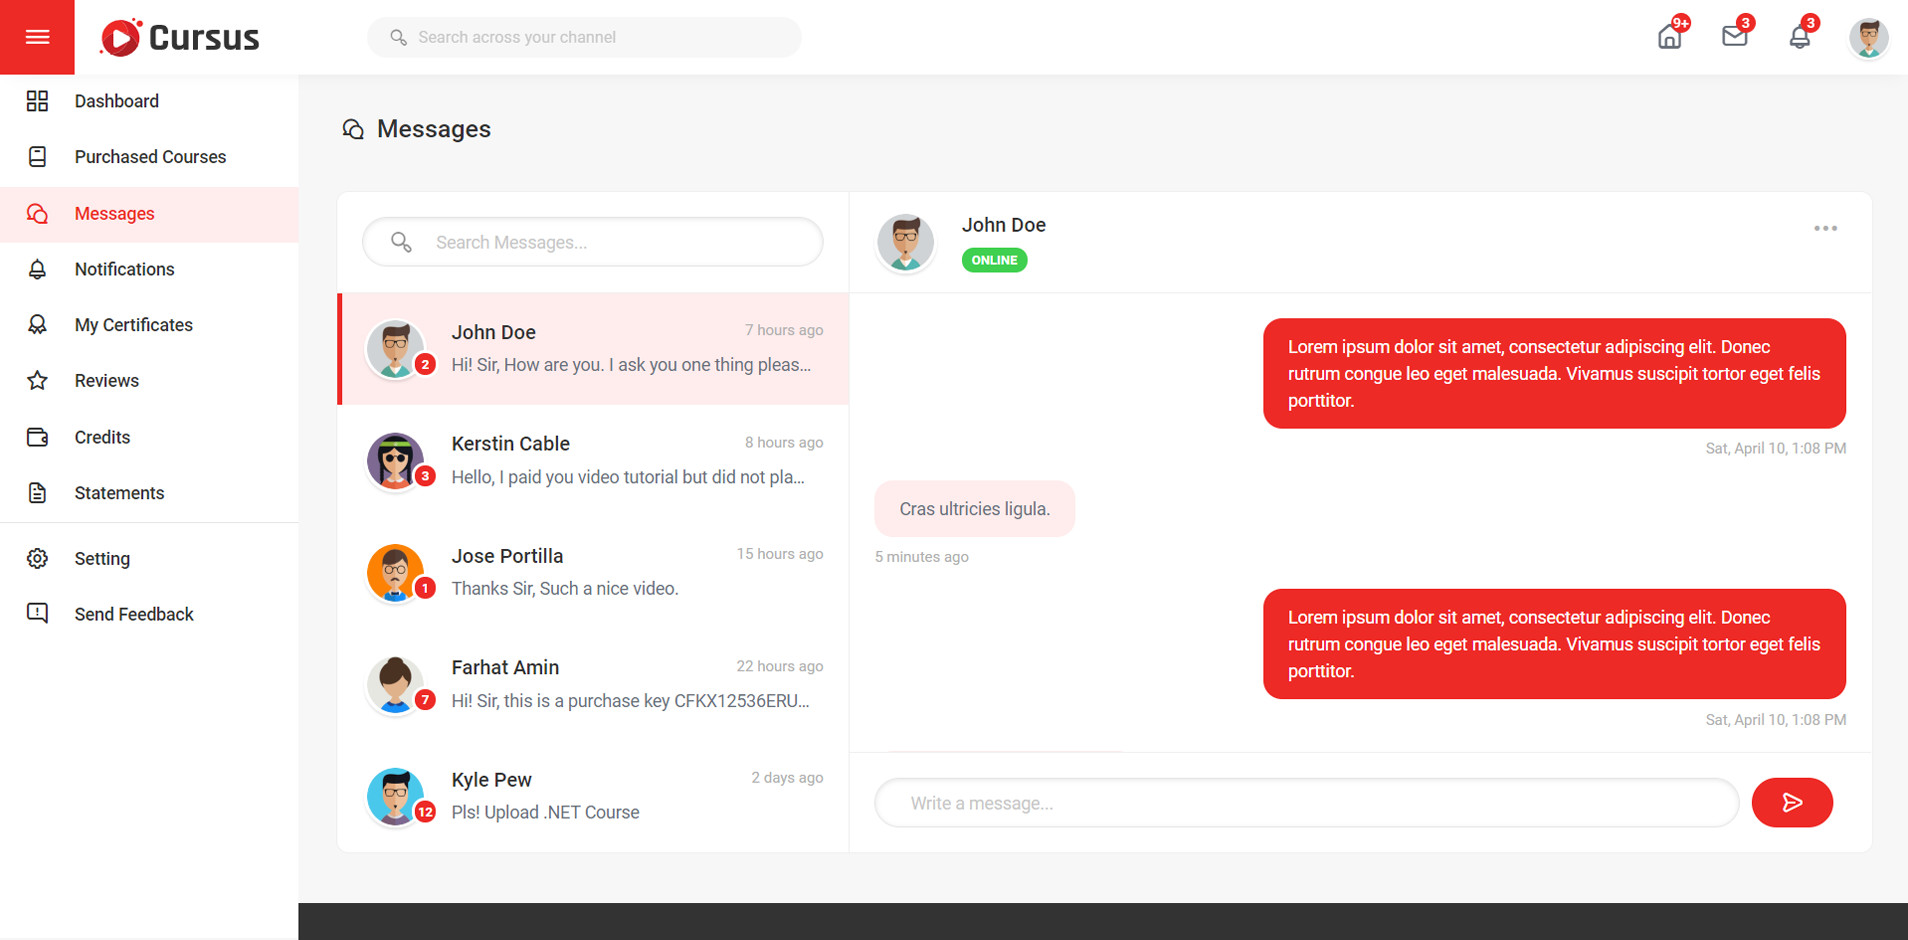 Cursus
Search across your channel
9+
3
3
Dashboard
Purchased Courses
Messages
Notifications
My Certificates
Reviews
Credits
Statements
Setting
Send Feedback
Messages
Search Messages...
John Doe
7 hours ago
2
Hi! Sir, How are you. I ask you one thing pleas...
Kerstin Cable
8 hours ago
3
Hello, I paid you video tutorial but did not pla...
Jose Portilla
15 hours ago
1
Thanks Sir, Such a nice video.
Farhat Amin
22 hours ago
7
Hi! Sir, this is a purchase key CFKX12536ERU...
Kyle Pew
2 days ago
12
Pls! Upload .NET Course
John Doe
ONLINE
Lorem ipsum dolor sit amet, consectetur adipiscing elit. Donec
rutrum congue leo eget malesuada. Vivamus suscipit tortor eget felis
porttitor.
Sat, April 10, 1:08 PM
Cras ultricies ligula.
5 minutes ago
Lorem ipsum dolor sit amet, consectetur adipiscing elit. Donec
rutrum congue leo eget malesuada. Vivamus suscipit tortor eget felis
porttitor.
Sat, April 10, 1:08 PM
Write a message...